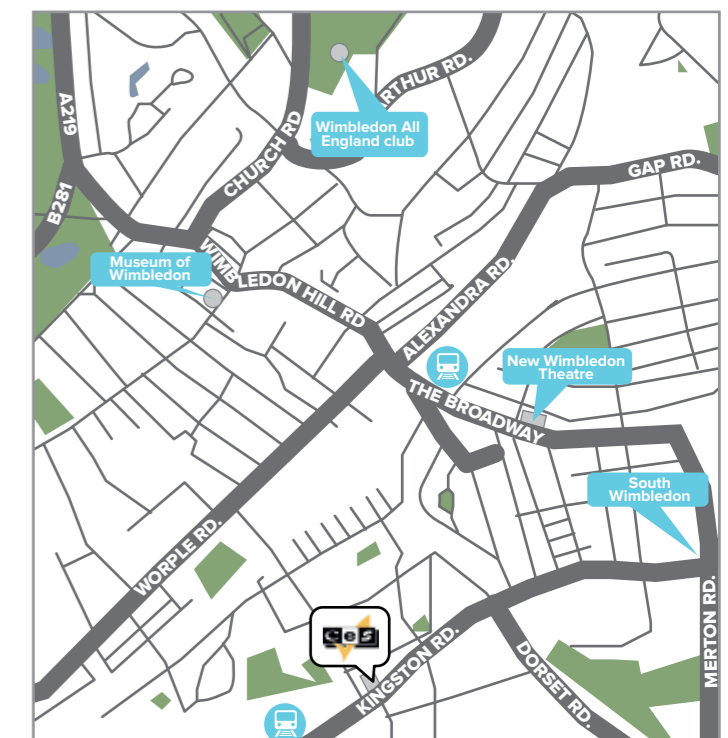 A219
B281
CHURCH RD
RTHUR RD.
Wimbledon All
England club
GAP RD.
Museum of
Wimbledon
WIMBLEDON HILL RD
ALEXANDRA RD.
New Wimbledon
Theatre
THE BROADWAY
South
Wimbledon
WORPLE RD.
CeS
KINGSTON RD.
DORSET RD.
MERTON RD.